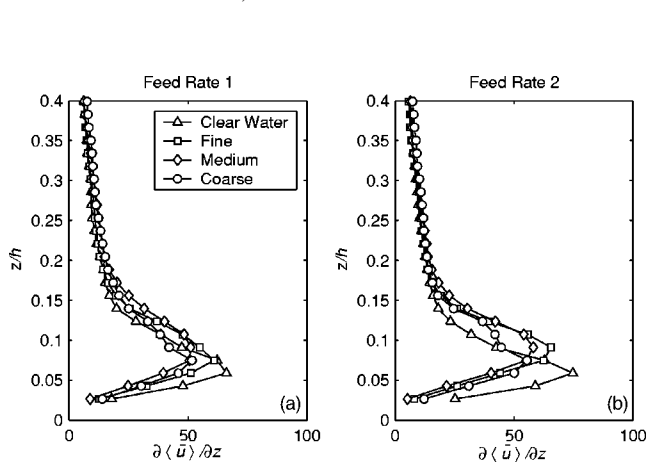 Feed Rate 1
0.4
0.35
0.3
0.25
0.2
0.15
0.1
0.05
0
z/h
Clear Water
Fine
Medium
Coarse
(a)
0 50 100
∂⟨ū⟩/∂z
Feed Rate 2
0.4
0.35
0.3
0.25
0.2
0.15
0.1
0.05
0
z/h
(b)
0 50 100
∂⟨ū⟩/∂z